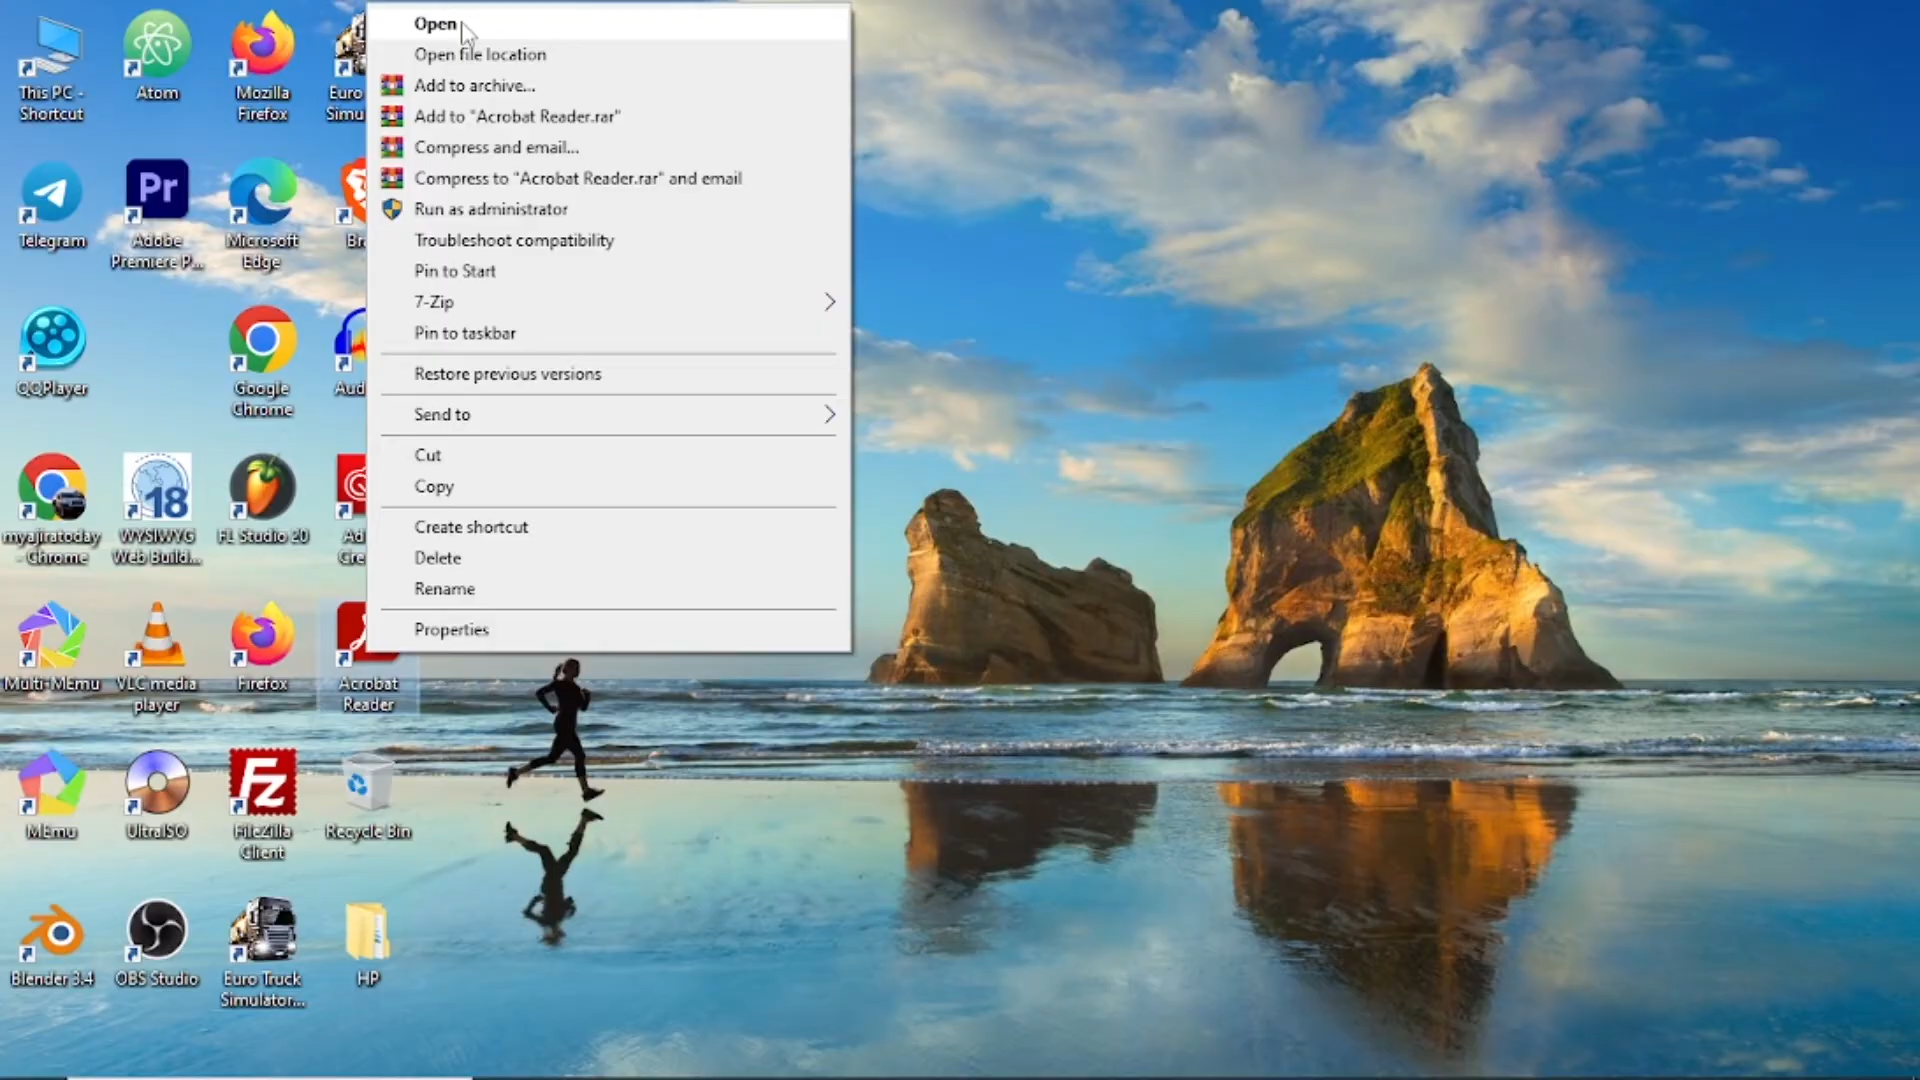 This PC -
Shortcut
Atom
Mozilla
Firefox
Euro
Simu
Telegram
Pr
Adobe
Premiere P...
Microsoft
Edge
Br
QQPlayer
Google
Chrome
Aud
myajiratoday
- Chrome
18
WYSIWYG
Web Build...
FL Studio 20
Ad
Cre
Multi-MEmu
VLC media
player
Firefox
Acrobat
Reader
MEmu
UltraISO
Fz
FileZilla
Client
Recycle Bin
Blender 3.4
OBS Studio
Euro Truck
Simulator...
HP
Open
Open file location
Add to archive...
Add to "Acrobat Reader.rar"
Compress and email...
Compress to "Acrobat Reader.rar" and email
Run as administrator
Troubleshoot compatibility
Pin to Start
7-Zip
Pin to taskbar
Restore previous versions
Send to
Cut
Copy
Create shortcut
Delete
Rename
Properties